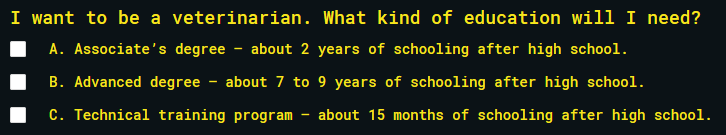 I want to be a veterinarian. What kind of education will I need?
A. Associate’s degree – about 2 years of schooling after high school.
B. Advanced degree – about 7 to 9 years of schooling after high school.
C. Technical training program – about 15 months of schooling after high school.